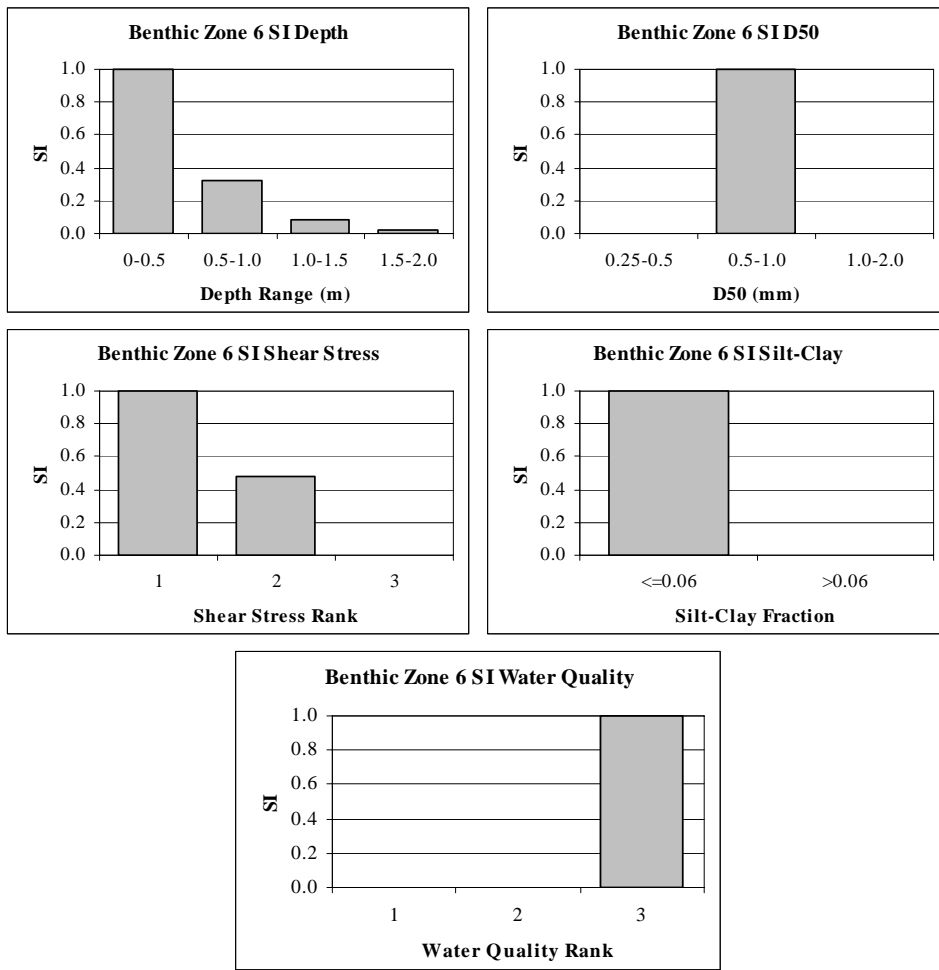 Benthic Zone 6 SI Depth
1.0
0.8
0.6
0.4
0.2
0.0
SI
0-0.5 0.5-1.0 1.0-1.5 1.5-2.0
Depth Range (m)
Benthic Zone 6 SI D50
1.0
0.8
0.6
0.4
0.2
0.0
SI
0.25-0.5 0.5-1.0 1.0-2.0
D50 (mm)
Benthic Zone 6 SI Shear Stress
1.0
0.8
0.6
0.4
0.2
0.0
SI
1 2 3
Shear Stress Rank
Benthic Zone 6 SI Silt-Clay
1.0
0.8
0.6
0.4
0.2
0.0
SI
<=0.06 >0.06
Silt-Clay Fraction
Benthic Zone 6 SI Water Quality
1.0
0.8
0.6
0.4
0.2
0.0
SI
1 2 3
Water Quality Rank